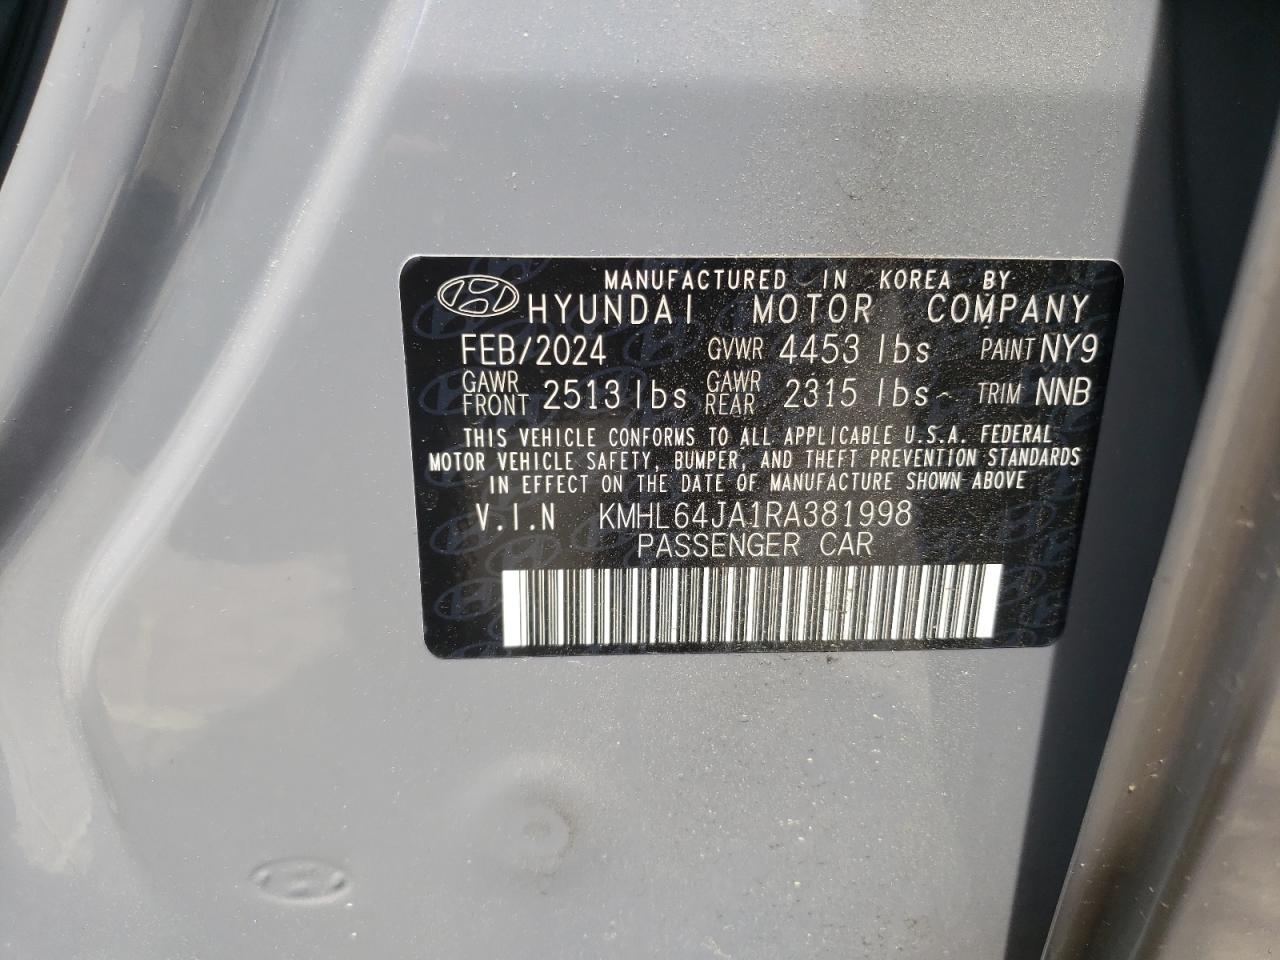 MANUFACTURED IN KOREA BY
HYUNDAI MOTOR COMPANY
FEB/2024 GVWR 4453 lbs PAINT NY9
GAWR FRONT 2513 lbs GAWR REAR 2315 lbs TRIM NNB
THIS VEHICLE CONFORMS TO ALL APPLICABLE U.S.A. FEDERAL
MOTOR VEHICLE SAFETY, BUMPER, AND THEFT PREVENTION STANDARDS
IN EFFECT ON THE DATE OF MANUFACTURE SHOWN ABOVE
V.I.N KMHL64JA1RA381998
PASSENGER CAR